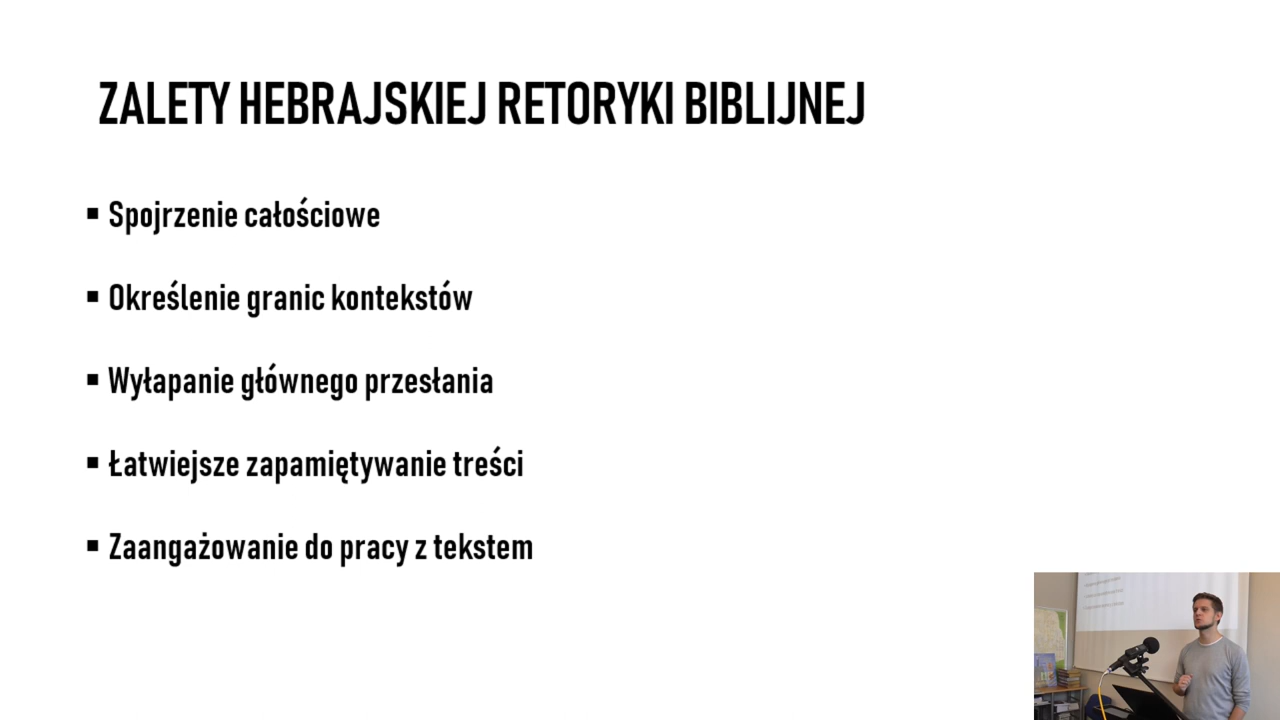 ZALETY HEBRAJSKIEJ RETORYKI BIBLIJNEJ
▪ Spojrzenie całościowe
▪ Określenie granic kontekstów
▪ Wyłapanie głównego przesłania
▪ Łatwiejsze zapamiętywanie treści
▪ Zaangażowanie do pracy z tekstem